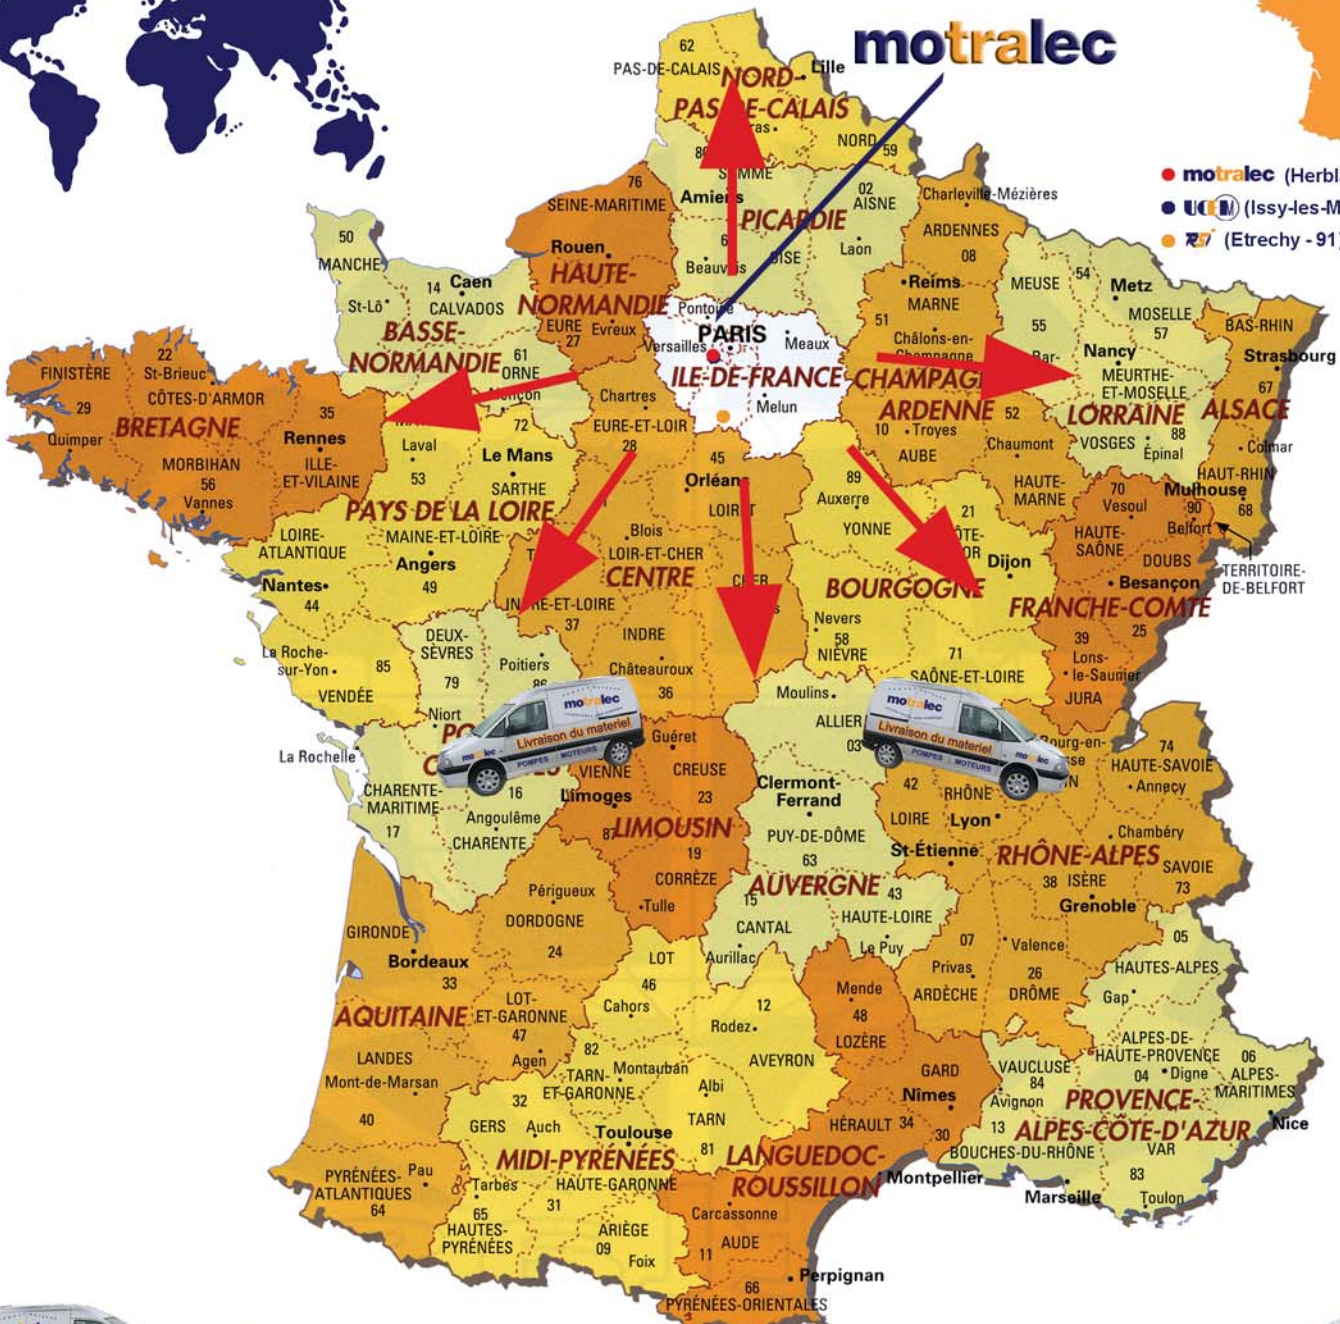 motralec
motralec (Herbl
UCEM (Issy-les-M
(Etrechy - 91)
62
PAS-DE-CALAIS
Lille
NORD-
PAS-DE-CALAIS
NORD
59
80
SOMME
Amiens
PICARDIE
02
AISNE
Laon
Beauvais
OISE
76
SEINE-MARITIME
Rouen
HAUTE-
NORMANDIE
EURE
27
Evreux
50
MANCHE
St-Lô
14
Caen
CALVADOS
BASSE-
NORMANDIE
61
ORNE
Charleville-Mézières
ARDENNES
08
Reims
MARNE
51
Châlons-en-
Champagne
CHAMPAG
ARDENNE
10
Troyes
AUBE
52
Chaumont
HAUTE-
MARNE
MEUSE
55
54
Metz
MOSELLE
57
Nancy
MEURTHE-
ET-MOSELLE
LORRAINE
VOSGES
88
Épinal
BAS-RHIN
Strasbourg
67
ALSACE
Colmar
HAUT-RHIN
Mulhouse
68
Pontoise
PARIS
Versailles
Meaux
ILE-DE-FRANCE
Melun
FINISTÈRE
29
Quimper
22
St-Brieuc
CÔTES-D'ARMOR
BRETAGNE
MORBIHAN
56
Vannes
35
Rennes
ILLE-
ET-VILAINE
Laval
53
72
Le Mans
SARTHE
PAYS DE LA LOIRE
LOIRE-
ATLANTIQUE
Nantes
44
MAINE-ET-LOIRE
Angers
49
La Roche-
sur-Yon
85
VENDÉE
Chartres
EURE-ET-LOIR
28
45
Orléans
LOIRET
Blois
LOIR-ET-CHER
CENTRE
CHER
INDRE-ET-LOIRE
37
INDRE
Châteauroux
36
89
Auxerre
YONNE
21
CÔTE-
D'OR
Dijon
BOURGOGNE
Nevers
58
NIÈVRE
71
SAÔNE-ET-LOIRE
70
Vesoul
HAUTE-
SAÔNE
90
Belfort
DOUBS
Besançon
TERRITOIRE-
DE-BELFORT
FRANCHE-COMTÉ
25
39
Lons-
le-Saunier
JURA
DEUX-
SÈVRES
79
Niort
Poitiers
86
La Rochelle
CHARENTE-
MARITIME
17
16
Angoulême
CHARENTE
motralec
Livraison du materiel
POMPES MOTEURS
motralec
Livraison du materiel
POMPES MOTEURS
VIENNE
Limoges
87
Guéret
CREUSE
23
LIMOUSIN
19
CORRÈZE
Tulle
Moulins
ALLIER
03
Clermont-
Ferrand
PUY-DE-DÔME
63
AUVERGNE
15
CANTAL
Aurillac
43
HAUTE-LOIRE
Le Puy
Bourg-en-
42
LOIRE
RHÔNE
Lyon
St-Étienne
RHÔNE-ALPES
74
HAUTE-SAVOIE
Annecy
Chambéry
SAVOIE
73
38
ISÈRE
Grenoble
07
Privas
ARDÈCHE
Valence
26
DRÔME
GIRONDE
Bordeaux
33
Périgueux
DORDOGNE
24
AQUITAINE
LOT-
ET-GARONNE
47
Agen
LANDES
Mont-de-Marsan
40
PYRÉNÉES-
ATLANTIQUES
64
Pau
LOT
46
Cahors
12
Rodez
AVEYRON
82
Montauban
TARN-
ET-GARONNE
Albi
TARN
81
32
GERS
Auch
Toulouse
MIDI-PYRÉNÉES
HAUTE-GARONNE
31
Tarbes
65
HAUTES-
PYRÉNÉES
ARIÈGE
09
Foix
Mende
48
LOZÈRE
GARD
Nîmes
30
HÉRAULT
34
LANGUEDOC-
ROUSSILLON
Montpellier
Carcassonne
AUDE
11
Perpignan
66
PYRÉNÉES-ORIENTALES
05
HAUTES-ALPES
Gap
ALPES-DE-
HAUTE-PROVENCE
04
Digne
06
ALPES-
MARITIMES
Nice
VAUCLUSE
84
Avignon
PROVENCE-
ALPES-CÔTE-D'AZUR
13
BOUCHES-DU-RHÔNE
Marseille
VAR
83
Toulon